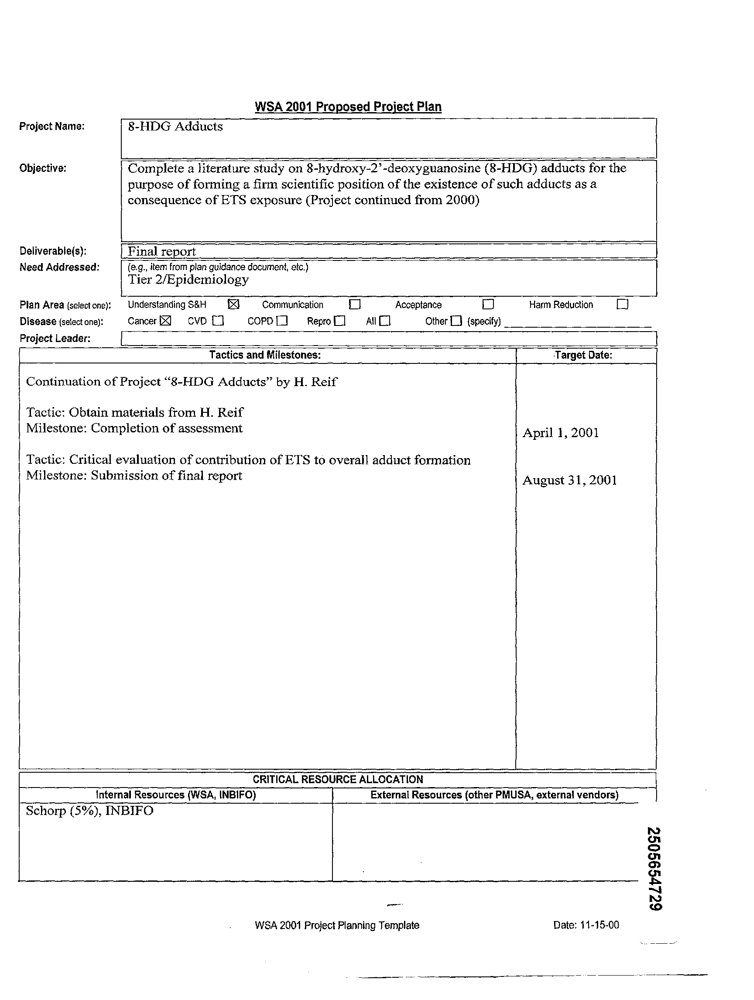 WSA 2001 Proposed Project Plan
Project Name: 8-HDG Adducts
Objective: Complete a literature study on 8-hydroxy-2’-deoxyguanosine (8-HDG) adducts for the
purpose of forming a firm scientific position of the existence of such adducts as a
consequence of ETS exposure (Project continued from 2000)
Deliverable(s): Final report
Need Addressed: (e.g., item from plan guidance document, etc.)
Tier 2/Epidemiology
Plan Area (select one): Understanding S&H ☒ Communication ☐ Acceptance ☐ Harm Reduction ☐
Disease (select one): Cancer ☒ CVD ☐ COPD ☐ Repro ☐ All ☐ Other ☐ (specify)
Project Leader:
Tactics and Milestones: Target Date:
Continuation of Project “8-HDG Adducts” by H. Reif
Tactic: Obtain materials from H. Reif
Milestone: Completion of assessment April 1, 2001
Tactic: Critical evaluation of contribution of ETS to overall adduct formation
Milestone: Submission of final report August 31, 2001
CRITICAL RESOURCE ALLOCATION
Internal Resources (WSA, INBIFO) External Resources (other PMUSA, external vendors)
Schorp (5%), INBIFO
2505654729
WSA 2001 Project Planning Template Date: 11-15-00